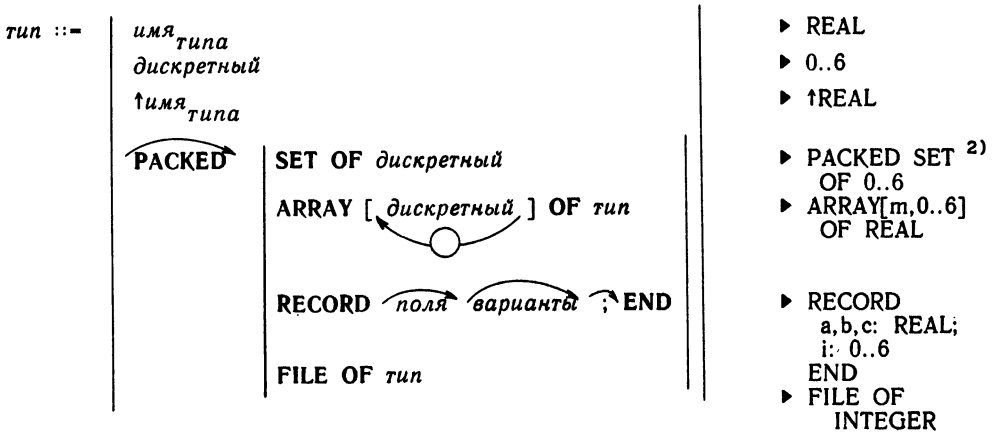 тип ::= имя типа ▶ REAL
дискретный ▶ 0..6
↑имя типа ▶ ↑REAL
PACKED SET OF дискретный ▶ PACKED SET 2)
OF 0..6
ARRAY [ дискретный ] OF тип ▶ ARRAY[m,0..6]
OF REAL
RECORD поля варианты ; END ▶ RECORD
a,b,c: REAL;
i: 0..6
END
FILE OF тип ▶ FILE OF
INTEGER